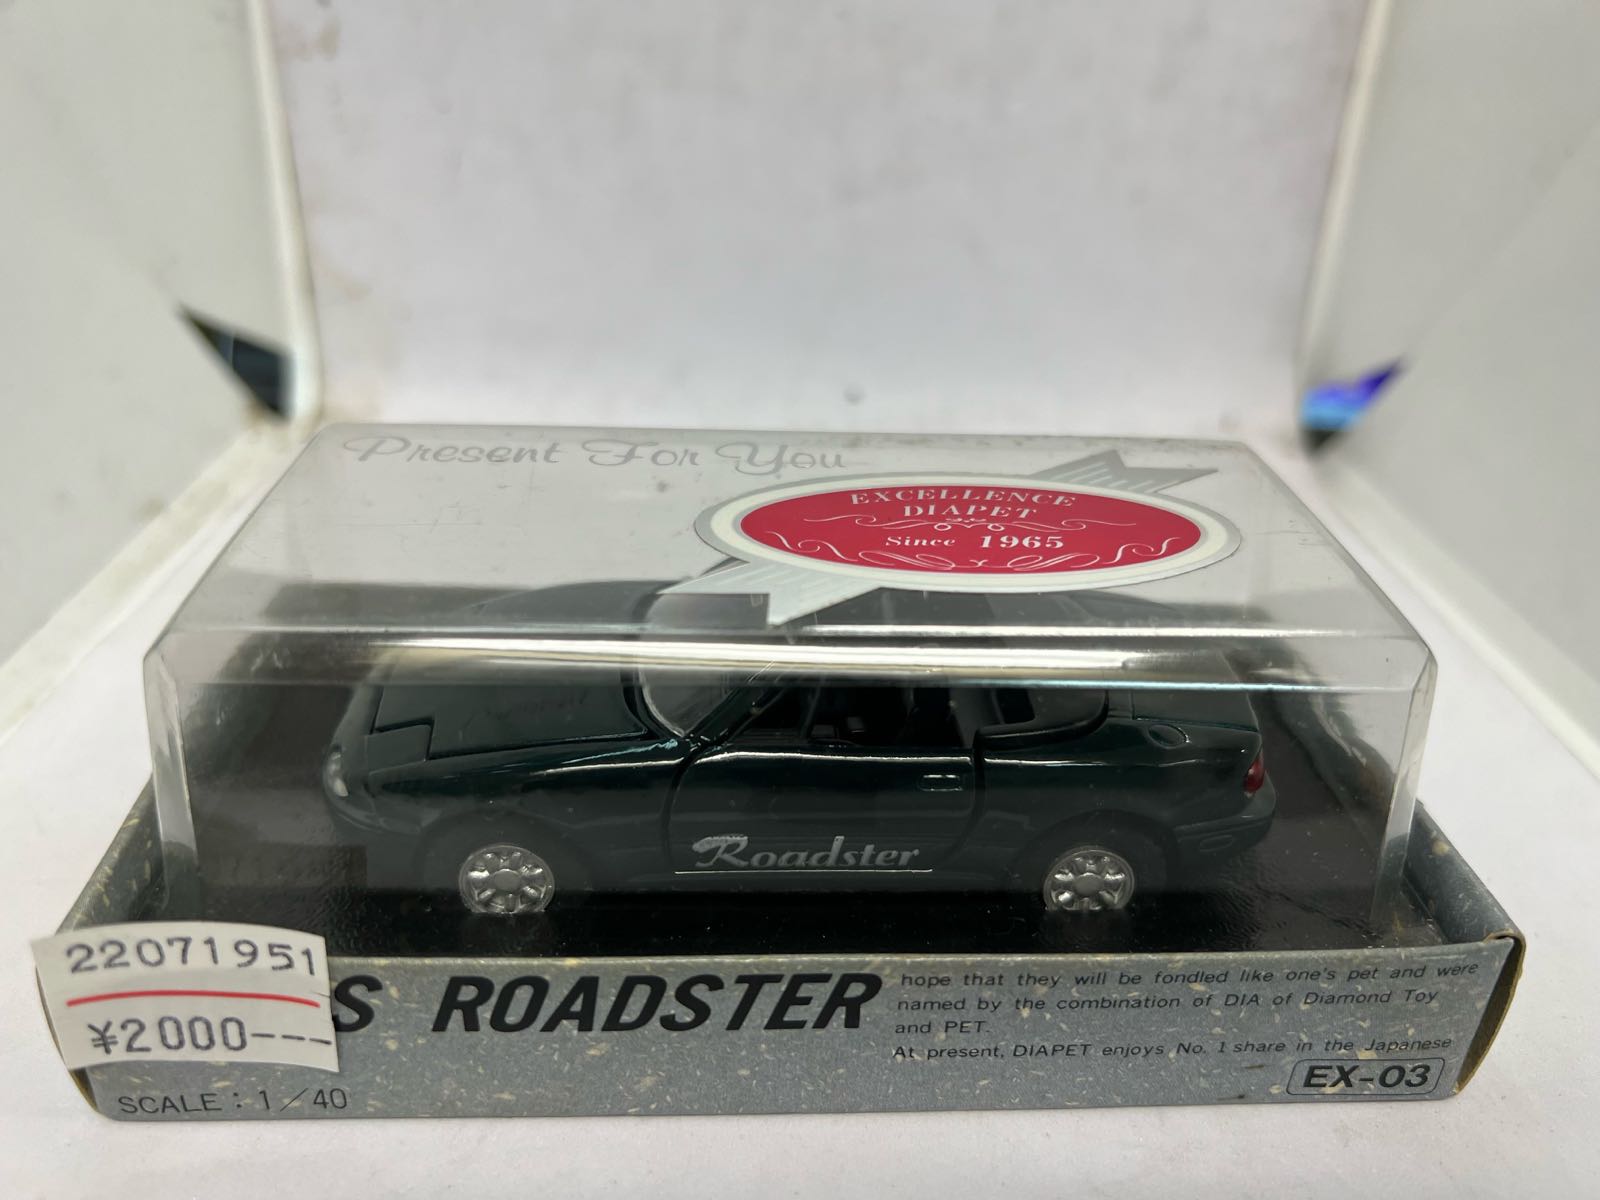 Present For You
EXCELLENCE
DIAPET
Since 1965
Roadster
22071951
¥2000---
S ROADSTER
hope that they will be fondled like one's pet and were
named by the combination of DIA of Diamond Toy
and PET.
At present, DIAPET enjoys No. 1 share in the Japanese
EX-03
SCALE : 1/40